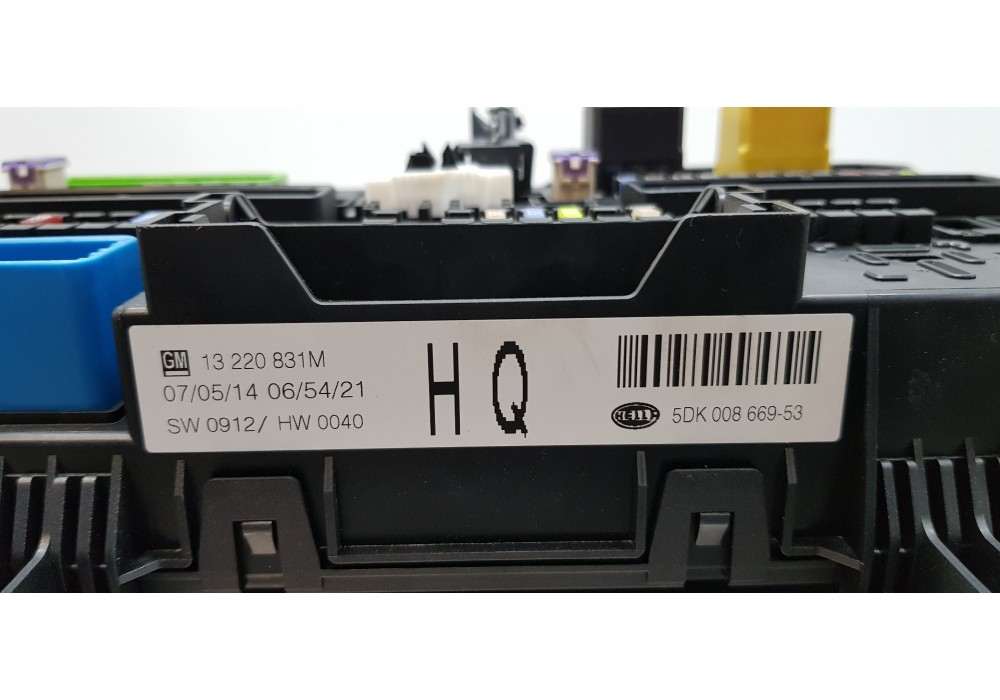 GM 13 220 831M
07/05/14 06/54/21
SW 0912/ HW 0040
H Q
HELLA 5DK 008 669-53